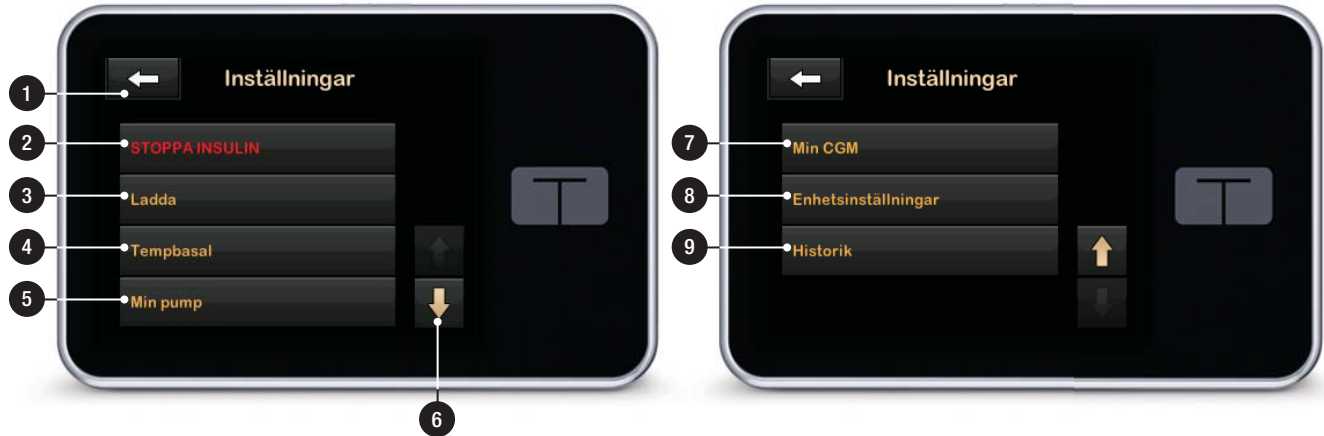 Inställningar
1
2
STOPPA INSULIN
3
Ladda
4
Tempbasal
5
Min pump
6
Inställningar
7
Min CGM
8
Enhetsinställningar
9
Historik